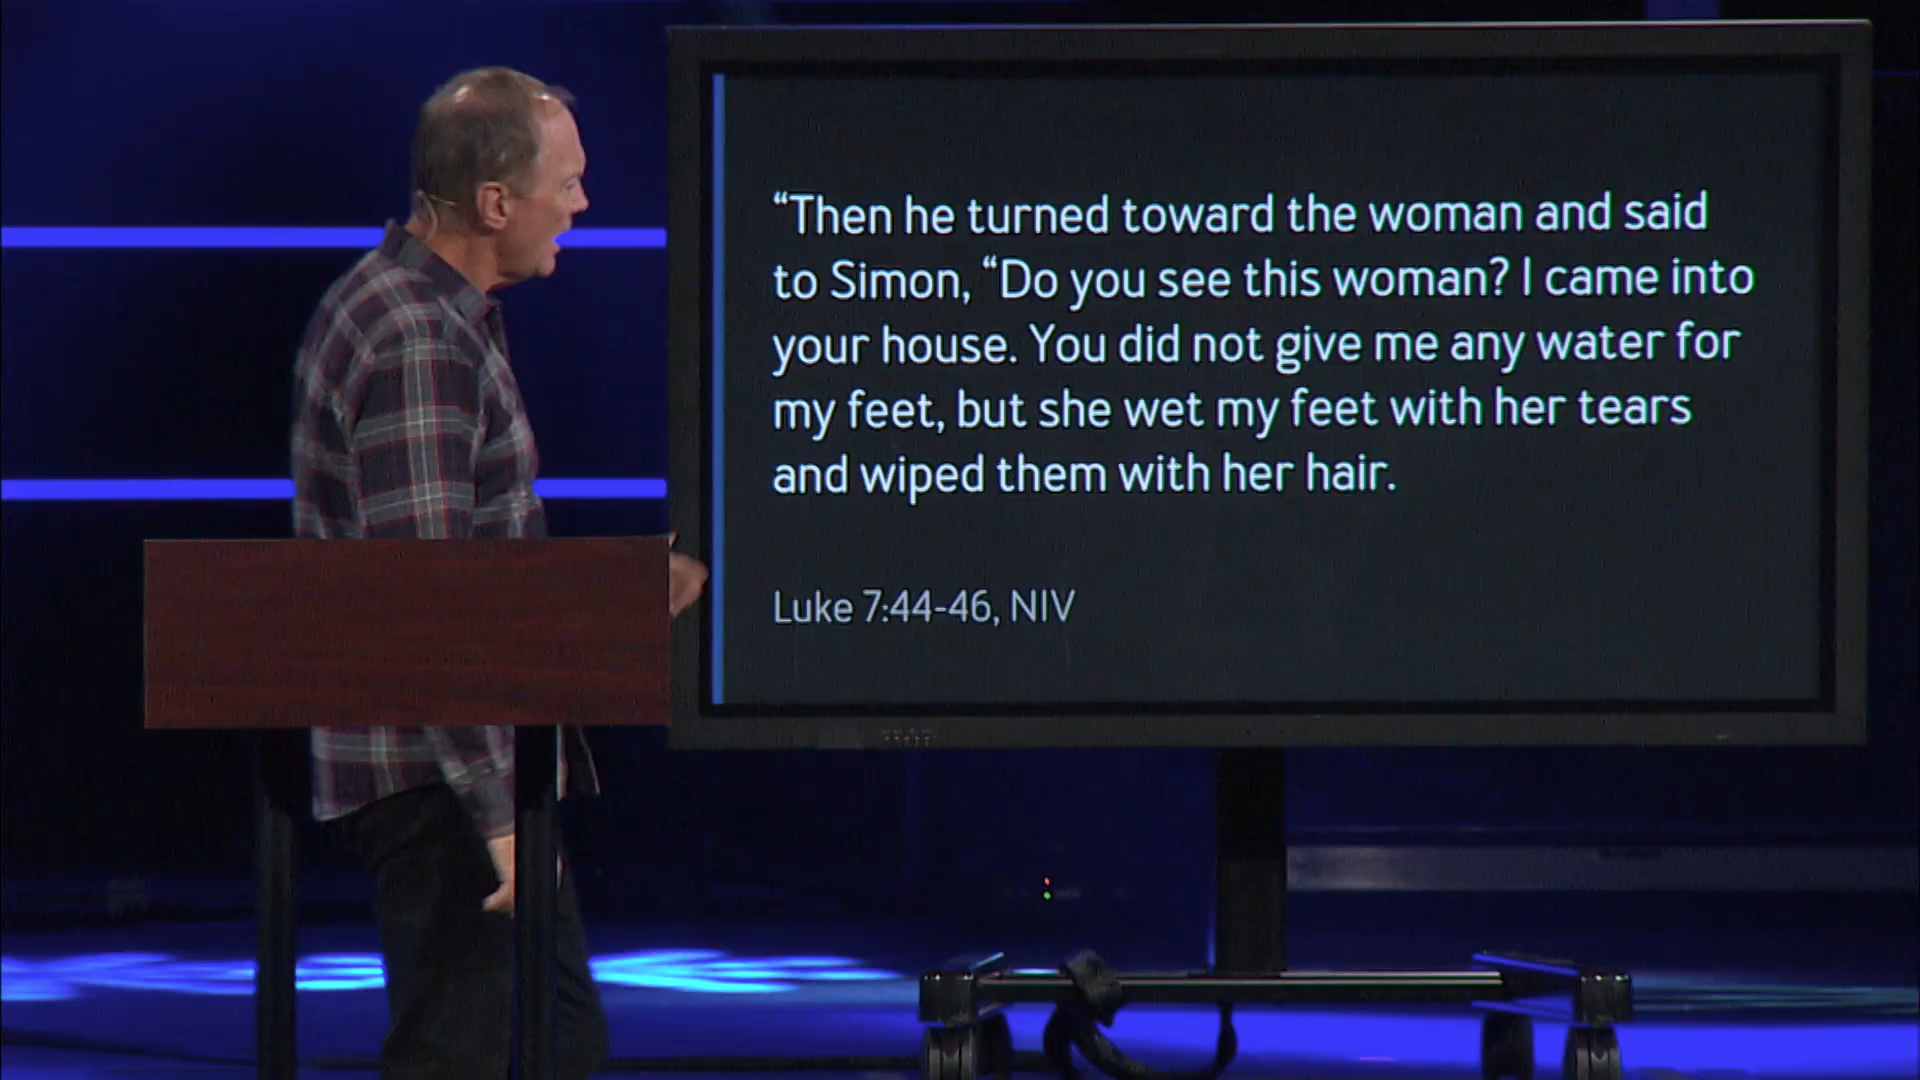 “Then he turned toward the woman and said
to Simon, “Do you see this woman? I came into
your house. You did not give me any water for
my feet, but she wet my feet with her tears
and wiped them with her hair.
Luke 7:44-46, NIV